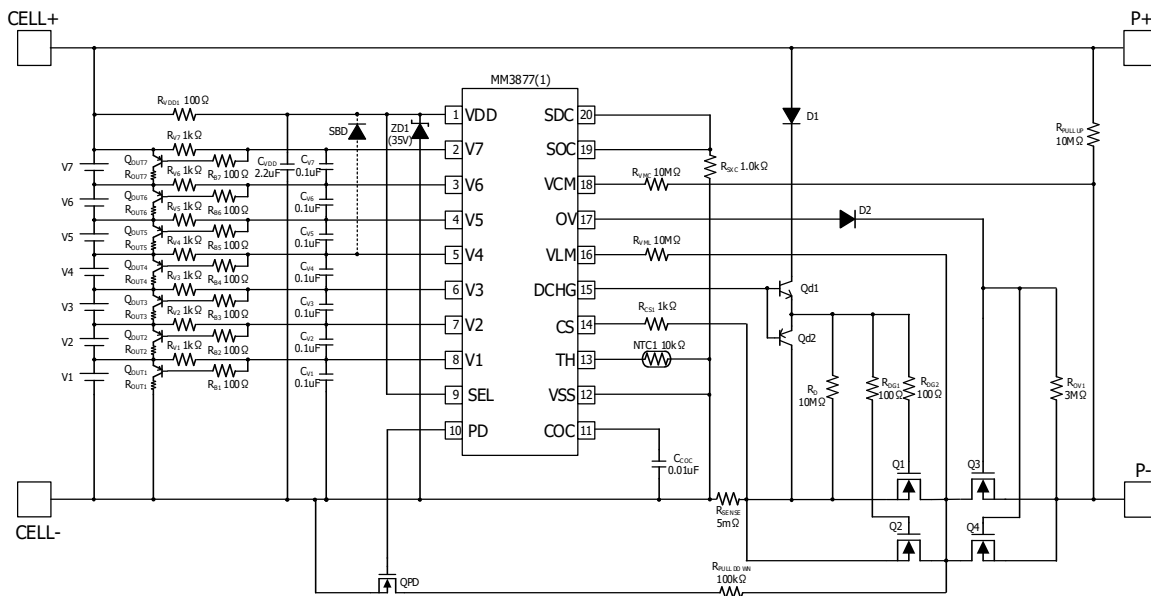 CELL+
P+
MM3877(1)
RVDD1 100Ω
SBD
ZD1
(35V)
1 VDD
SDC 20
D1
RPULLUP
10MΩ
RV7 1kΩ
2 V7
SOC 19
QOUT7
ROUT7
RB7 100Ω
CVDD
2.2uF
CV7
0.1uF
RSXC 1.0kΩ
V7
RV6 1kΩ
3 V6
VCM 18
RVMC 10MΩ
QOUT6
ROUT6
RB6 100Ω
CV6
0.1uF
V6
RV5 1kΩ
4 V5
OV 17
D2
QOUT5
ROUT5
RB5 100Ω
CV5
0.1uF
V5
RV4 1kΩ
5 V4
VLM 16
RVML 10MΩ
QOUT4
ROUT4
RB4 100Ω
CV4
0.1uF
V4
RV3 1kΩ
6 V3
DCHG 15
Qd1
QOUT3
ROUT3
RB3 100Ω
CV3
0.1uF
V3
RV2 1kΩ
7 V2
CS 14
RCS1 1kΩ
Qd2
QOUT2
ROUT2
RB2 100Ω
CV2
0.1uF
V2
RV1 1kΩ
8 V1
TH 13
NTC1 10kΩ
QOUT1
ROUT1
RB1 100Ω
CV1
0.1uF
V1
9 SEL
VSS 12
RD
10MΩ
RDG1
100Ω
RDG2
100Ω
ROV1
3MΩ
10 PD
COC 11
CCOC
0.01uF
Q1
Q3
P-
CELL-
RSENSE
5mΩ
Q2
Q4
QPD
RPULLDOWN
100kΩ